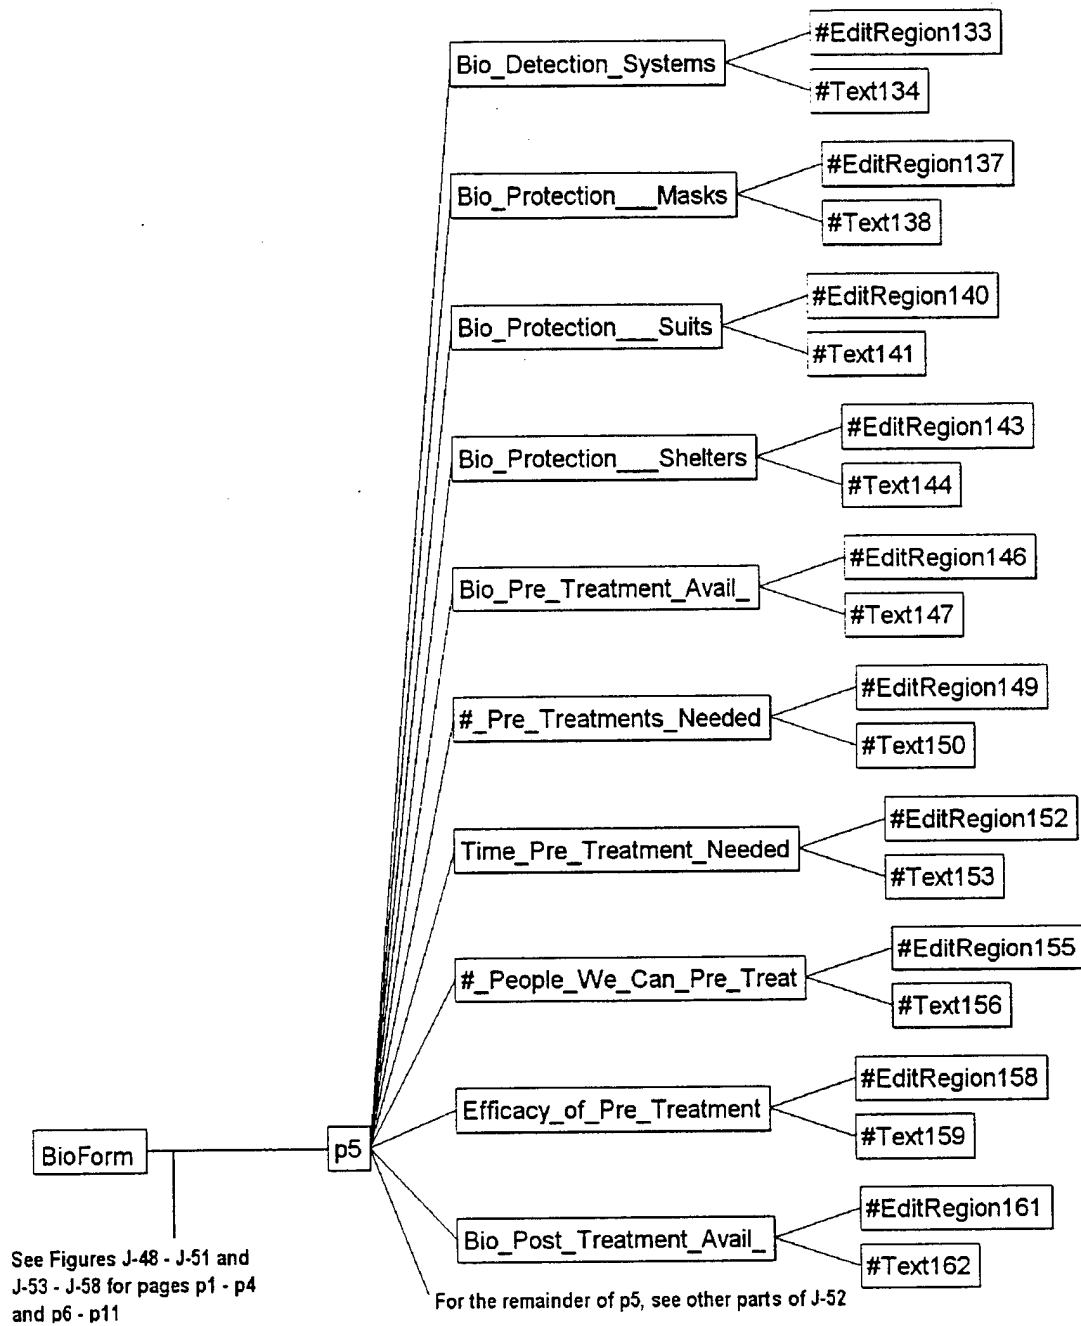 #EditRegion133
Bio_Detection_Systems
#Text134
#EditRegion137
Bio_Protection___Masks
#Text138
#EditRegion140
Bio_Protection___Suits
#Text141
#EditRegion143
Bio_Protection___Shelters
#Text144
#EditRegion146
Bio_Pre_Treatment_Avail_
#Text147
#EditRegion149
#_Pre_Treatments_Needed
#Text150
#EditRegion152
Time_Pre_Treatment_Needed
#Text153
#EditRegion155
#_People_We_Can_Pre_Treat
#Text156
#EditRegion158
Efficacy_of_Pre_Treatment
#Text159
BioForm
p5
#EditRegion161
Bio_Post_Treatment_Avail_
#Text162
See Figures J-48 - J-51 and
J-53 - J-58 for pages p1 - p4
and p6 - p11
For the remainder of p5, see other parts of J-52